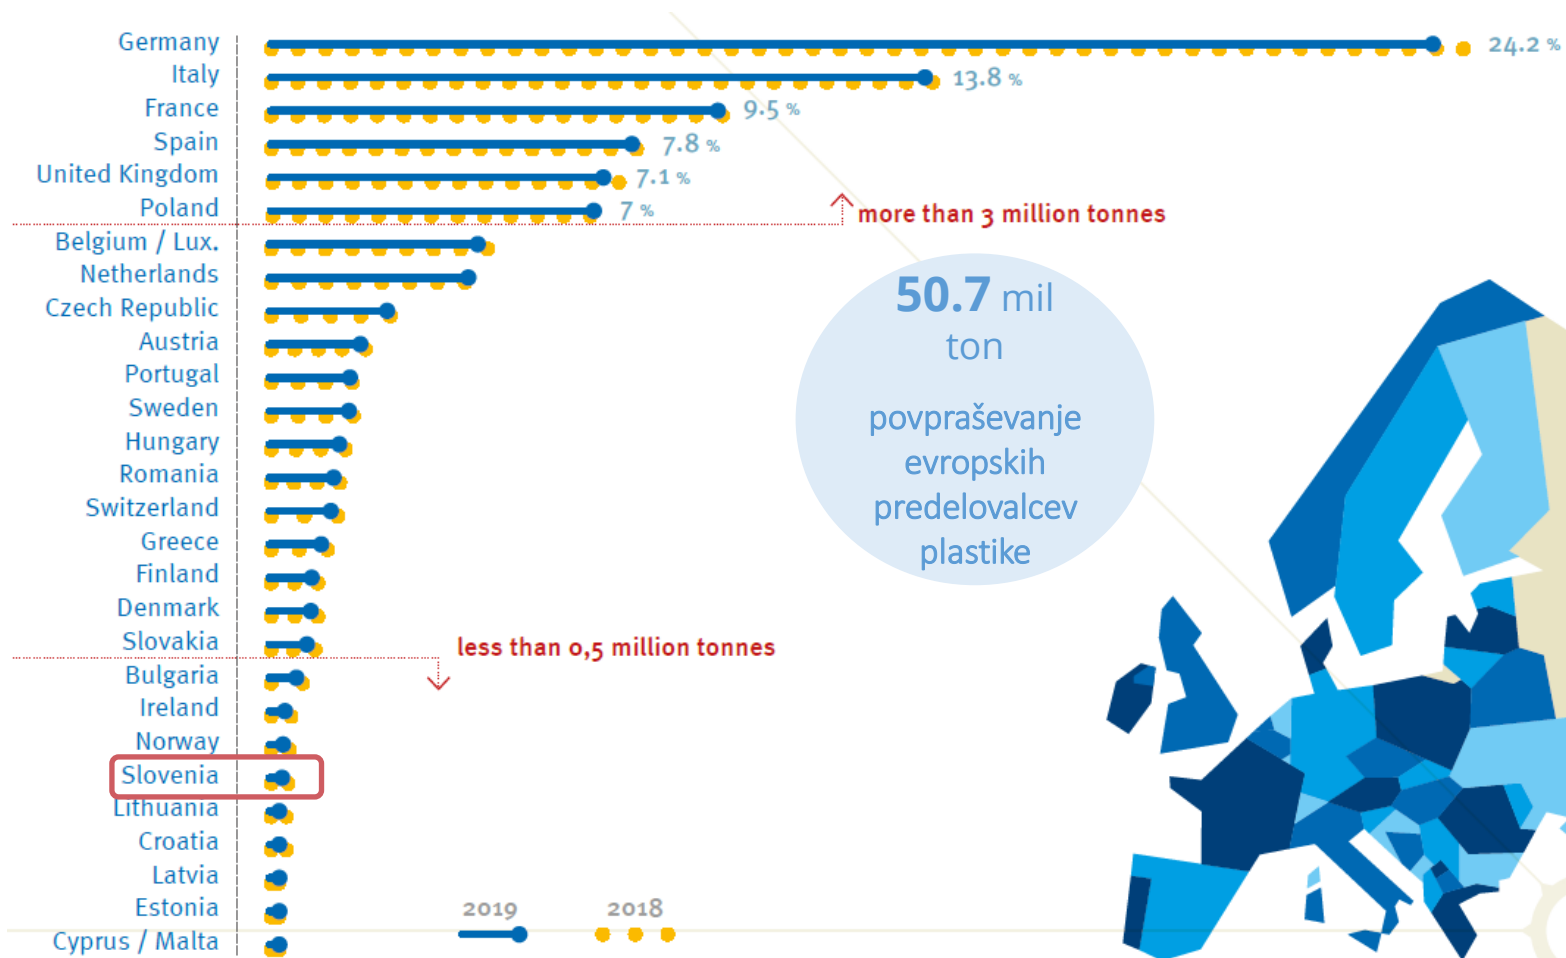 Germany 24.2 %
Italy 13.8 %
France 9.5 %
Spain 7.8 %
United Kingdom 7.1 %
Poland 7 %
more than 3 million tonnes
Belgium / Lux.
Netherlands
Czech Republic
Austria
Portugal
Sweden
Hungary
Romania
Switzerland
Greece
Finland
Denmark
Slovakia
less than 0,5 million tonnes
Bulgaria
Ireland
Norway
Slovenia
Lithuania
Croatia
Latvia
Estonia
Cyprus / Malta
2019 2018
50.7 mil
ton
povpraševanje
evropskih
predelovalcev
plastike